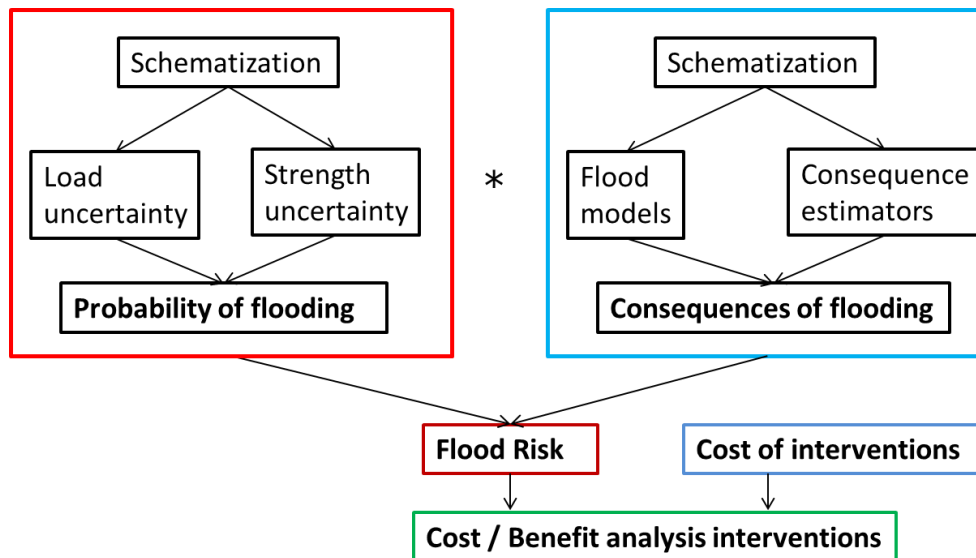 Schematization
Load
uncertainty
Strength
uncertainty
Probability of flooding
*
Schematization
Flood
models
Consequence
estimators
Consequences of flooding
Flood Risk
Cost of interventions
Cost / Benefit analysis interventions